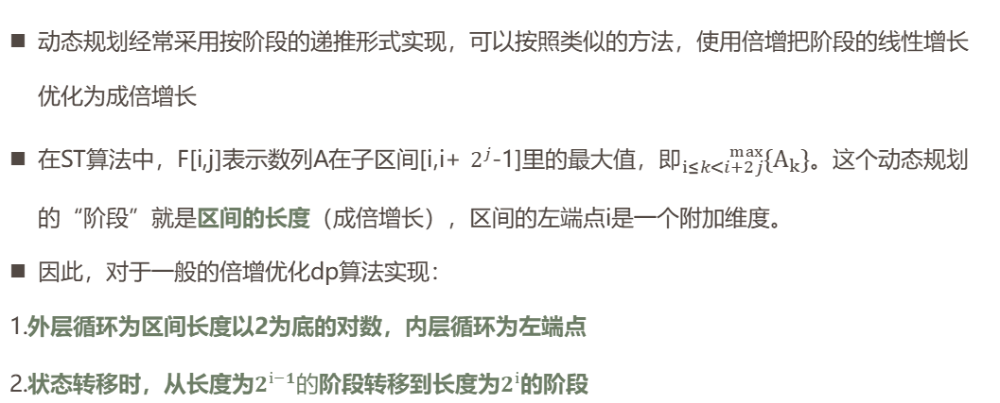 ■ 动态规划经常采用按阶段的递推形式实现，可以按照类似的方法，使用倍增把阶段的线性增长
优化为成倍增长
■ 在ST算法中，F[i,j]表示数列A在子区间[i,i+ 2^j-1]里的最大值，即max_{i≤k<i+2^j}{A_k}。这个动态规划
的“阶段”就是区间的长度（成倍增长），区间的左端点i是一个附加维度。
■ 因此，对于一般的倍增优化dp算法实现：
1.外层循环为区间长度以2为底的对数，内层循环为左端点
2.状态转移时，从长度为2^{i−1}的阶段转移到长度为2^i的阶段